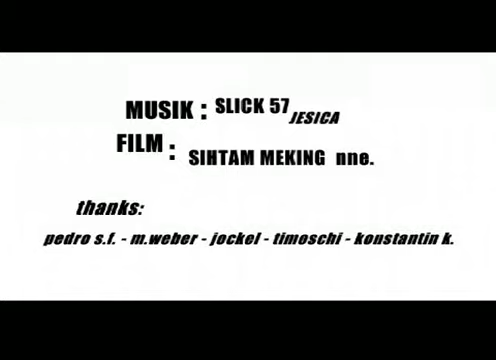 MUSIK : SLICK 57 JESICA
FILM : SIHTAM MEKING nne.
thanks:
pedro s.f. - m.weber - jockel - timoschi - konstantin k.